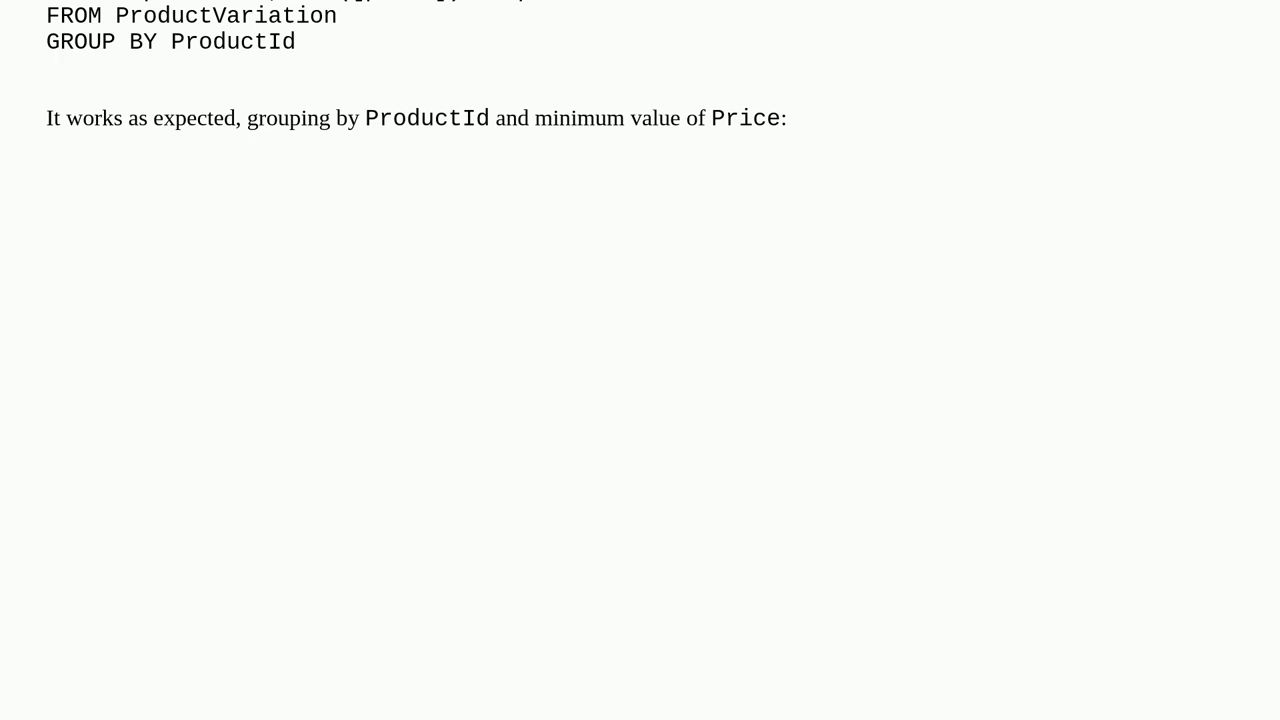 FROM ProductVariation
GROUP BY ProductId
It works as expected, grouping by ProductId and minimum value of Price: